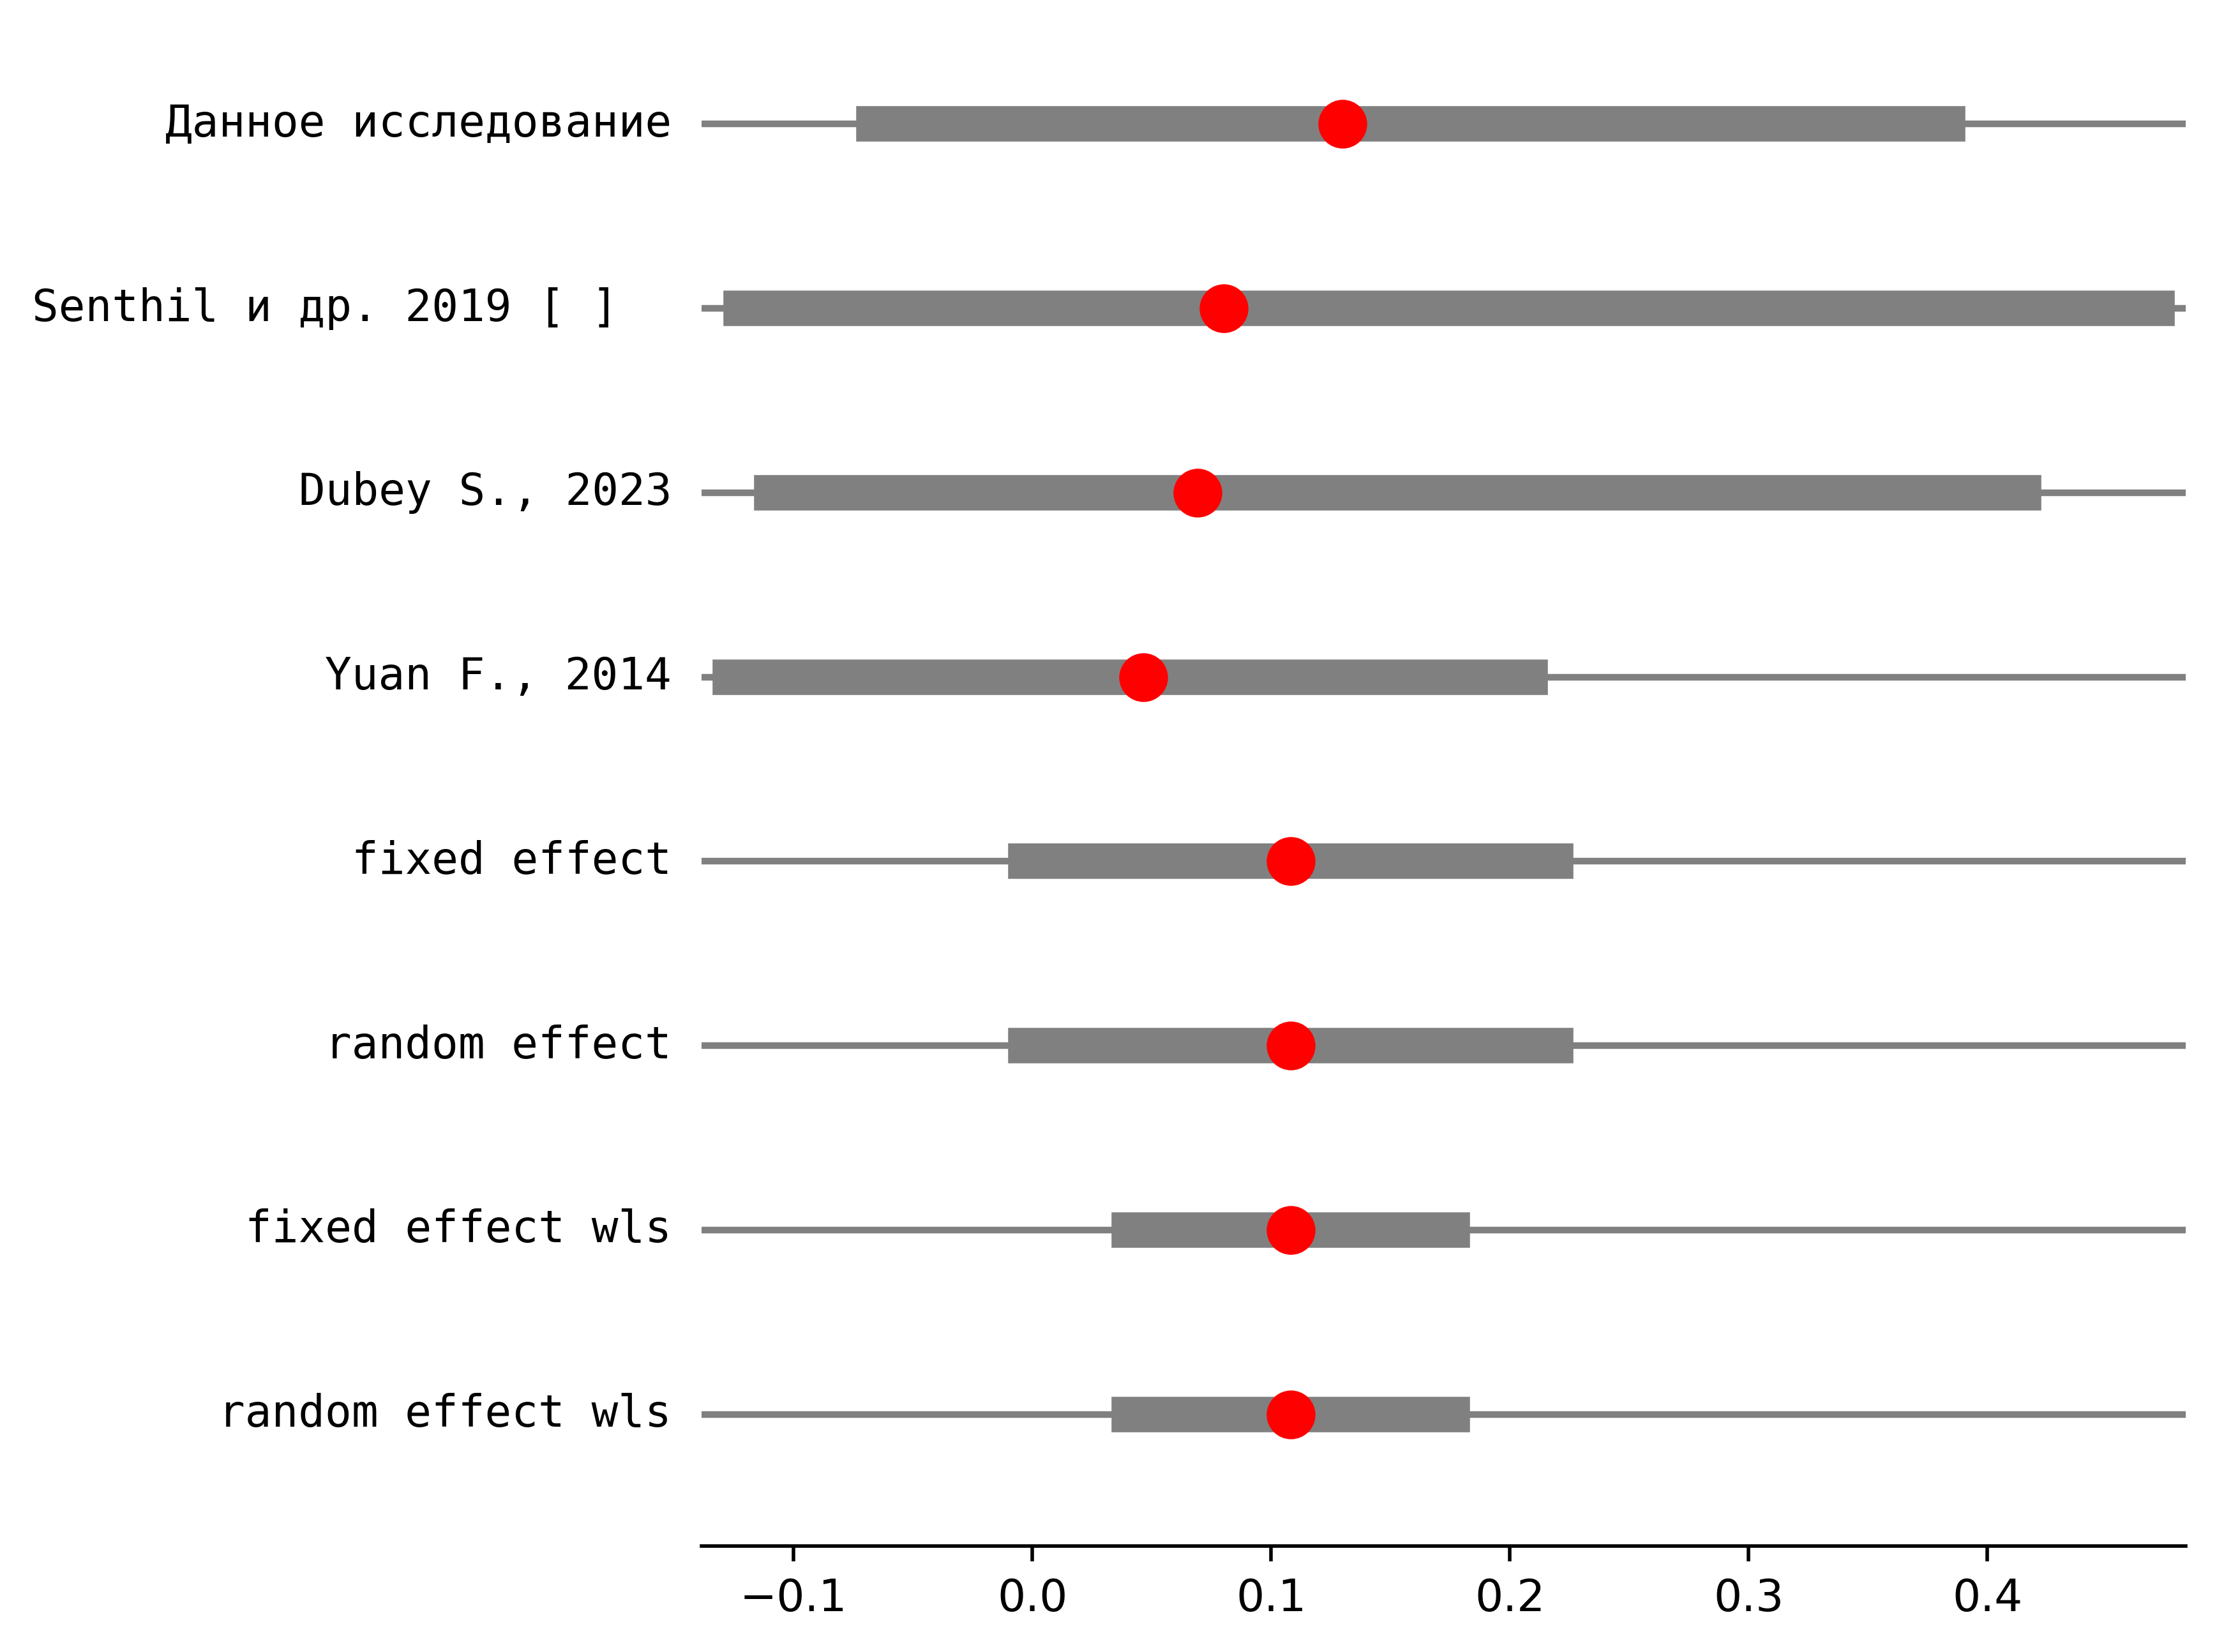 Данное исследование
Senthil и др. 2019 [ ]
Dubey S., 2023
Yuan F., 2014
fixed effect
random effect
fixed effect wls
random effect wls
−0.1 0.0 0.1 0.2 0.3 0.4